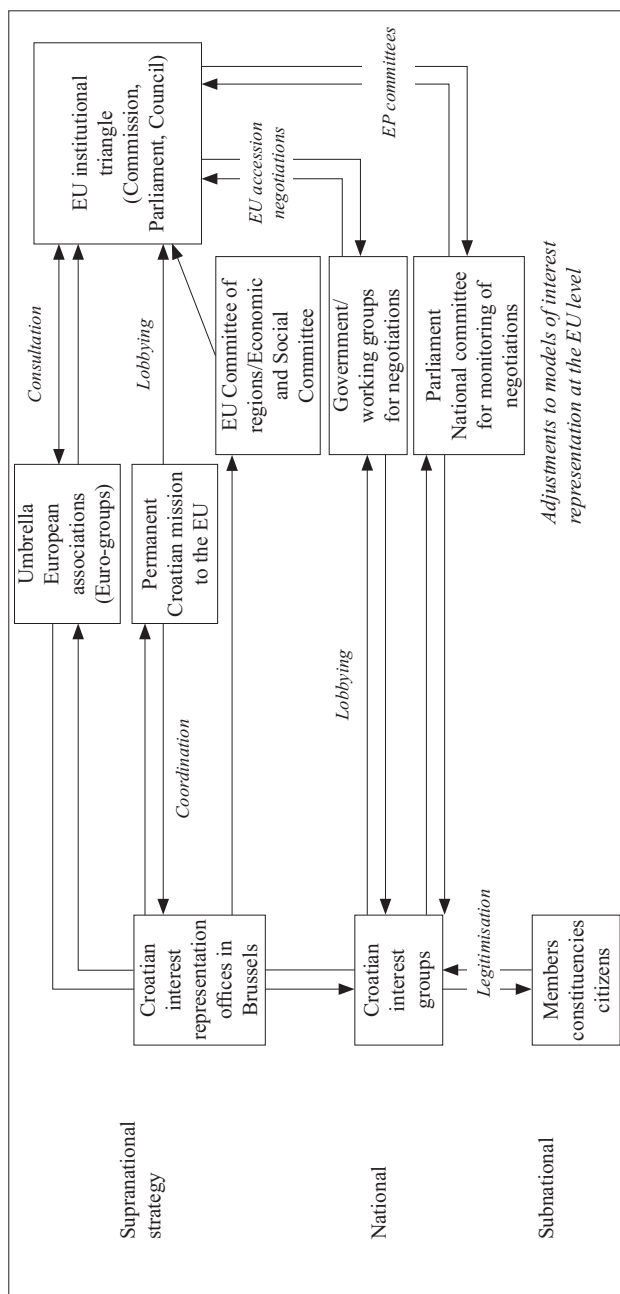 Supranational
strategy
National
Subnational
Croatian
interest
representation
offices in
Brussels
Croatian
interest
groups
Legitimisation
Members
constituencies
citizens
Coordination
Lobbying
Umbrella
European
associations
(Euro-groups)
Permanent
Croatian mission
to the EU
EU Committee of
regions/Economic
and Social
Committee
Government/
working groups
for negotiations
Parliament
National committee
for monitoring of
negotiations
Consultation
Lobbying
EU accession
negotiations
EP committees
EU institutional
triangle
(Commission,
Parliament, Council)
Adjustments to models of interest
representation at the EU level